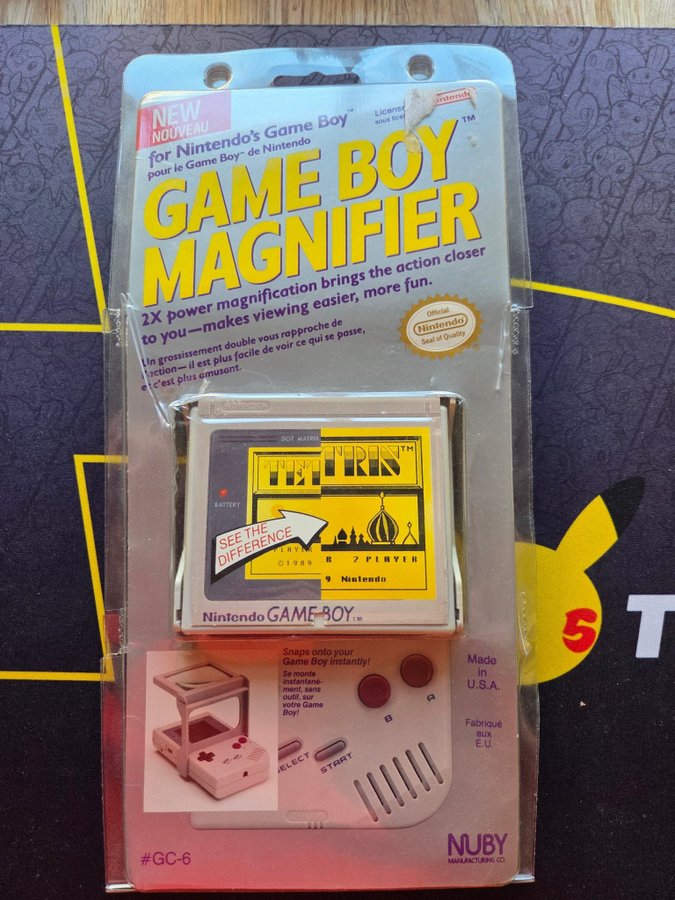 NEW
NOUVEAU
for Nintendo's Game Boy™
pour le Game Boy™ de Nintendo
GAME BOY™
MAGNIFIER
2X power magnification brings the action closer
to you—makes viewing easier, more fun.
Un grossissement double vous rapproche de
l'action—il est plus facile de voir ce qui se passe,
et c'est plus amusant.
Official
Nintendo
Seal of Quality
DOT MATRIX
TETRIS™
BATTERY
SEE THE
DIFFERENCE
PLAYER 2PLAYER
©1989 9 Nintendo
Nintendo GAME BOY™
Snaps onto your
Game Boy instantly!
Se monte
instantané-
ment, sans
outil, sur
votre Game
Boy!
Made
in
U.S.A.
Fabriqué
aux
É.U.
B
A
SELECT
START
#GC-6
NUBY
MANUFACTURING CO
5
T